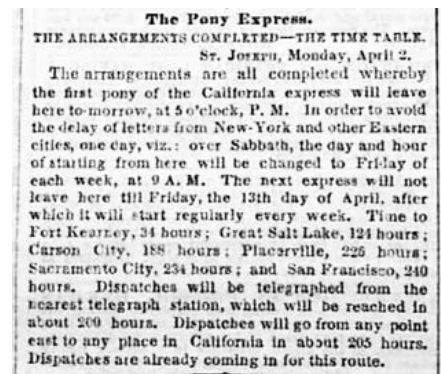 The Pony Express.
THE ARRANGEMENTS COMPLETED—THE TIME TABLE.
ST. JOSEPH, Monday, April 2.
The arrangements are all completed whereby
the first pony of the California express will leave
here to-morrow, at 5 o'clock, P. M. In order to avoid
the delay of letters from New-York and other Eastern
cities, one day, viz.: over Sabbath, the day and hour
of starting from here will be changed to Friday of
each week, at 9 A. M. The next express will not
leave here till Friday, the 13th day of April, after
which it will start regularly every week. Time to
Fort Kearney, 34 hours; Great Salt Lake, 124 hours;
Carson City, 188 hours; Placerville, 226 hours;
Sacramento City, 234 hours; and San Francisco, 240
hours. Dispatches will be telegraphed from the
nearest telegraph station, which will be reached in
about 200 hours. Dispatches will go from any point
east to any place in California in about 205 hours.
Dispatches are already coming in for this route.